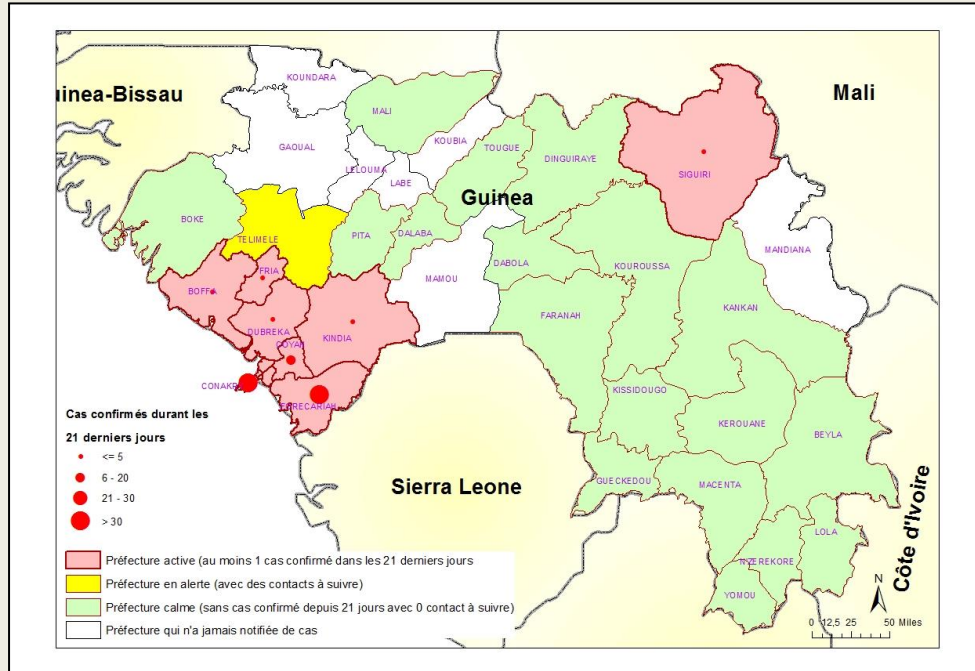 KOUNDARA
uinea-Bissau
Mali
MALI
GAOUAL
KOUBIA
TOUGUE
DINGUIRAYE
LELOUMA
LABE
SIGUIRI
Guinea
BOKE
TELIMELE
PITA
DALABA
MANDIANA
DABOLA
KOUROUSSA
MAMOU
FRIA
BOFFA
KANKAN
FARANAH
DUBREKA
KINDIA
COYAH
CONAKR
FORECARIAH
KISSIDOUGO
KEROUANE
BEYLA
Cas confirmés durant les
21 derniers jours
<= 5
6 - 20
21 - 30
> 30
Sierra Leone
GUECKEDOU
MACENTA
LOLA
NZEREKORE
YOMOU
Côte d'Ivoire
Préfecture active (au moins 1 cas confirmé dans les 21 derniers jours
Préfecture en alerte (avec des contacts à suivre)
Préfecture calme (sans cas confirmé depuis 21 jours avec 0 contact à suivre)
Préfecture qui n'a jamais notifiée de cas
N
0 12,5 25 50 Miles